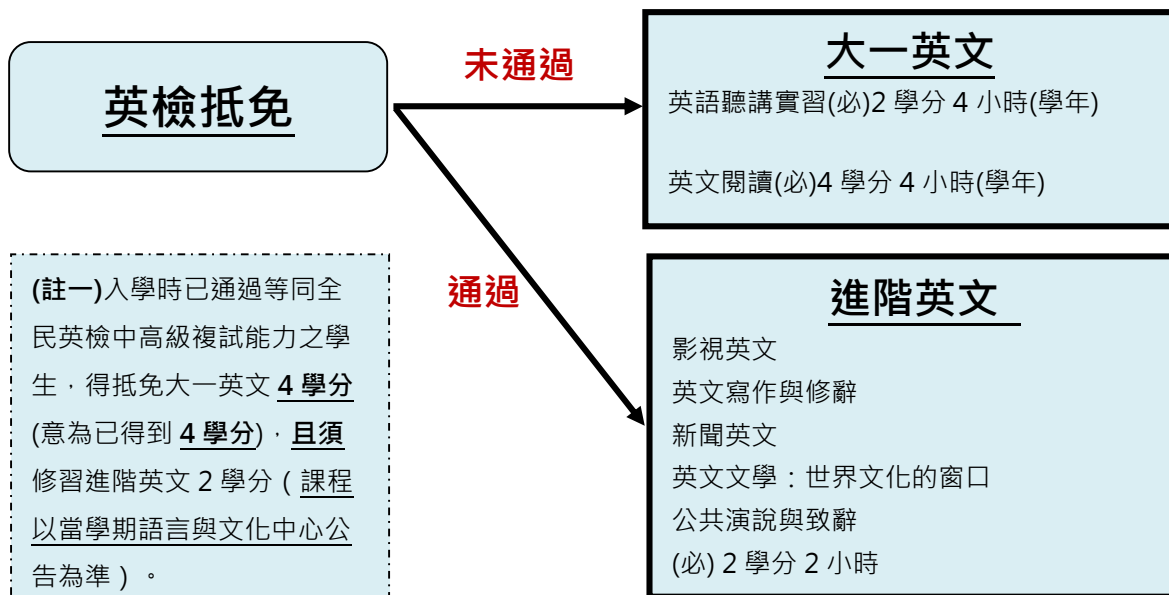 英檢抵免
未通過
大一英文
英語聽講實習(必)2 學分 4 小時(學年)
英文閱讀(必)4 學分 4 小時(學年)
(註一)入學時已通過等同全
民英檢中高級複試能力之學
生，得抵免大一英文 4 學分
(意為已得到 4 學分)，且須
修習進階英文 2 學分（課程
以當學期語言與文化中心公
告為準）。
通過
進階英文
影視英文
英文寫作與修辭
新聞英文
英文文學：世界文化的窗口
公共演說與致辭
(必) 2 學分 2 小時